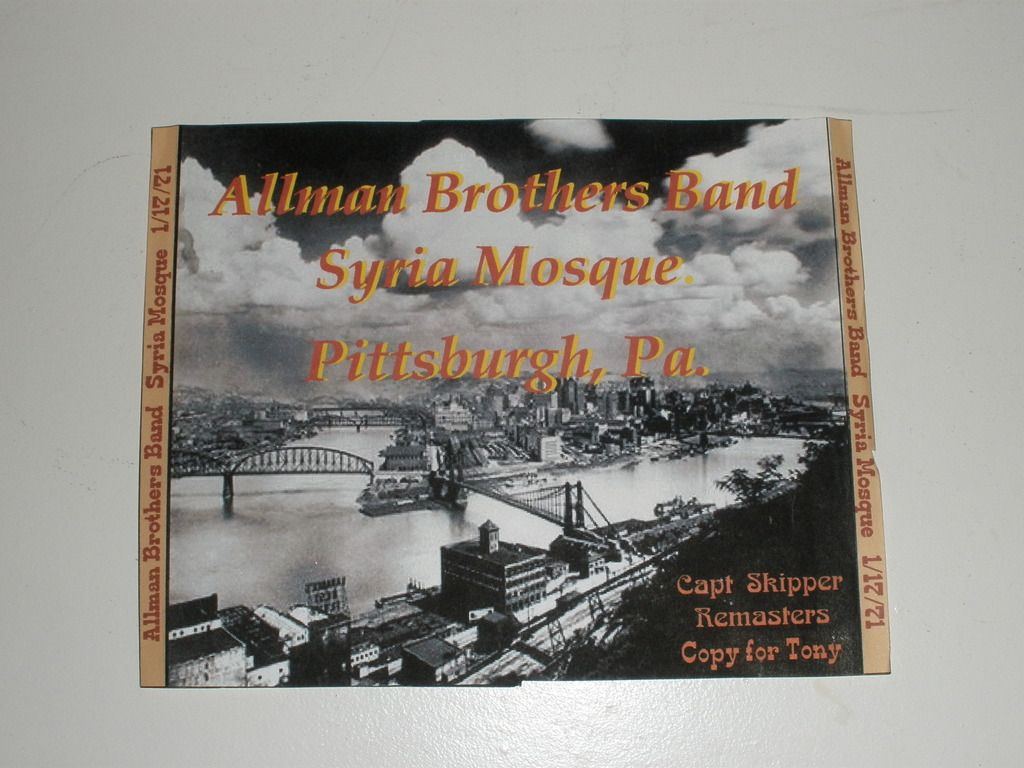 Allman Brothers Band
Syria Mosque.
Pittsburgh, Pa.
Allman Brothers Band Syria Mosque 1/17/71
Allman Brothers Band Syria Mosque 1/17/71
Capt Skipper
Remasters
Copy for Tony